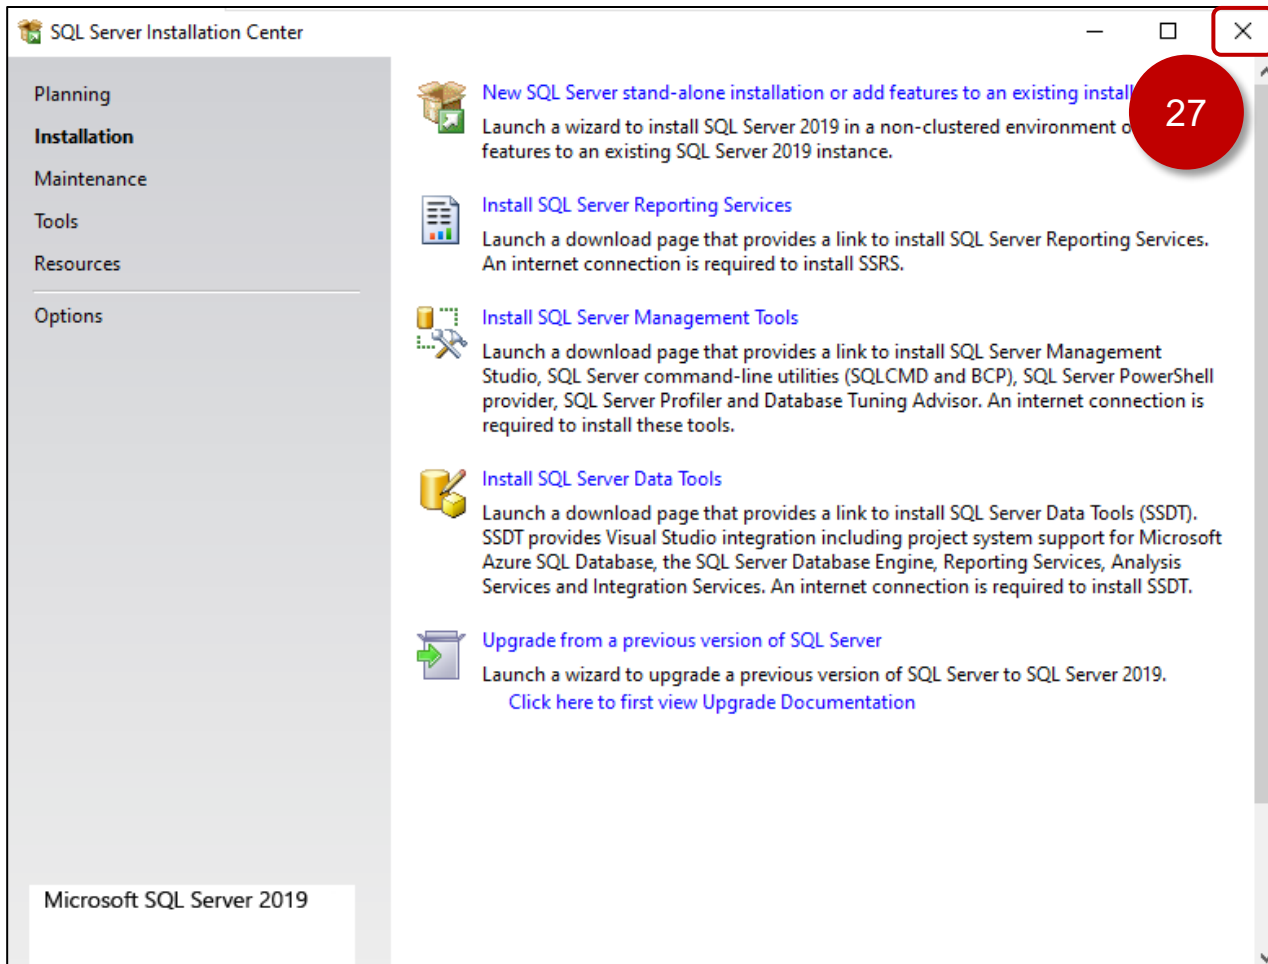 SQL Server Installation Center
Planning
Installation
Maintenance
Tools
Resources
Options
Microsoft SQL Server 2019
New SQL Server stand-alone installation or add features to an existing
27
Launch a wizard to install SQL Server 2019 in a non-clustered environment
features to an existing SQL Server 2019 instance.
Install SQL Server Reporting Services
Launch a download page that provides a link to install SQL Server Reporting Services.
An internet connection is required to install SSRS.
Install SQL Server Management Tools
Launch a download page that provides a link to install SQL Server Management
Studio, SQL Server command-line utilities (SQLCMD and BCP), SQL Server PowerShell
provider, SQL Server Profiler and Database Tuning Advisor. An internet connection is
required to install these tools.
Install SQL Server Data Tools
Launch a download page that provides a link to install SQL Server Data Tools (SSDT).
SSDT provides Visual Studio integration including project system support for Microsoft
Azure SQL Database, the SQL Server Database Engine, Reporting Services, Analysis
Services and Integration Services. An internet connection is required to install SSDT.
Upgrade from a previous version of SQL Server
Launch a wizard to upgrade a previous version of SQL Server to SQL Server 2019.
Click here to first view Upgrade Documentation